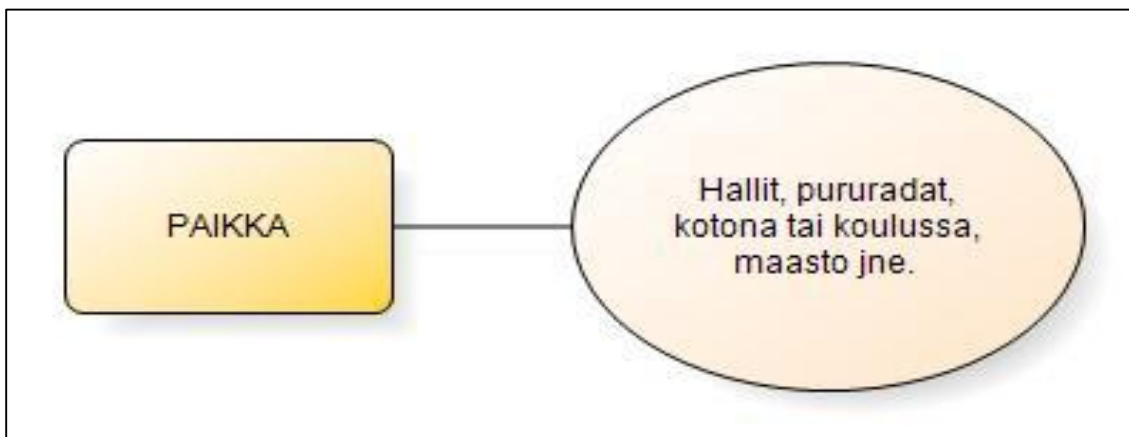 PAIKKA
Hallit, pururadat,
kotona tai koulussa,
maasto jne.